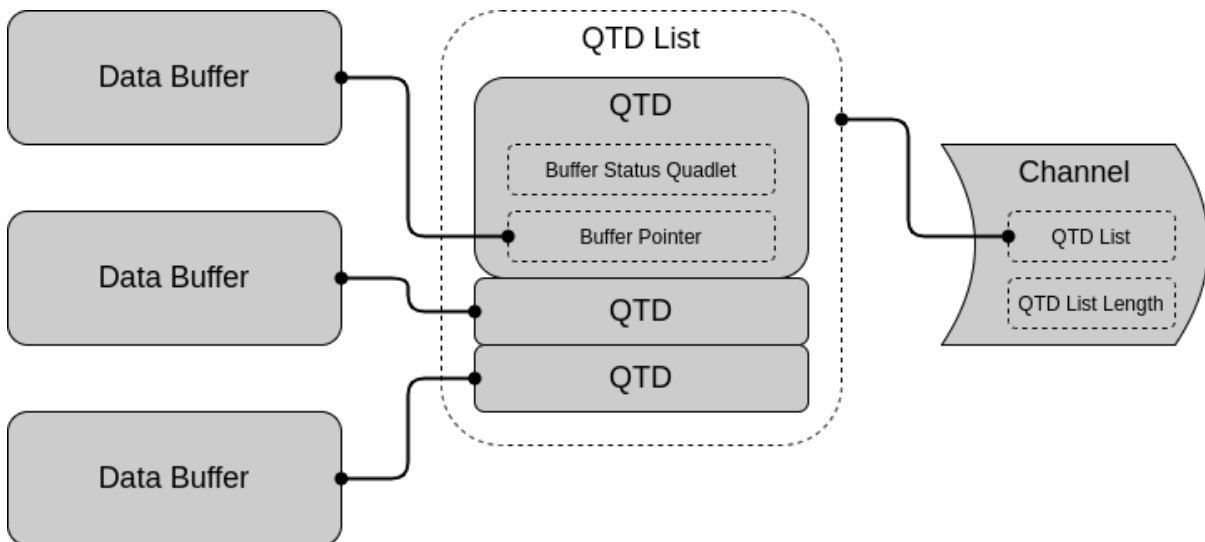 Data Buffer
Data Buffer
Data Buffer
QTD List
QTD
Buffer Status Quadlet
Buffer Pointer
QTD
QTD
Channel
QTD List
QTD List Length